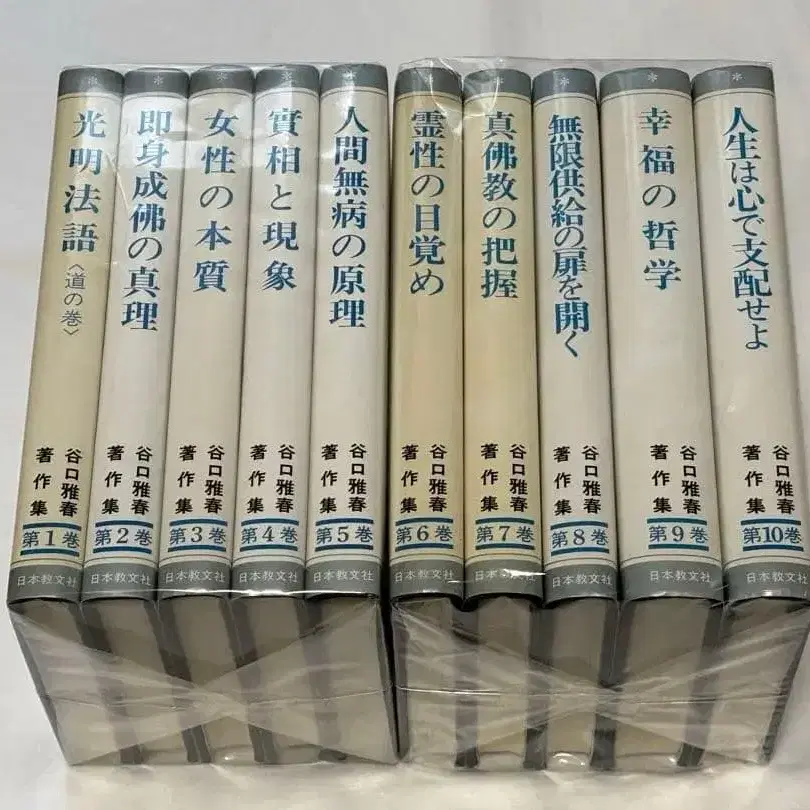 *
光明法語
〈道の巻〉
谷口雅春
著作集
第1巻
日本教文社
*
即身成佛の真理
谷口雅春
著作集
第2巻
日本教文社
*
女性の本質
谷口雅春
著作集
第3巻
日本教文社
*
實相と現象
谷口雅春
著作集
第4巻
日本教文社
*
人間無病の原理
谷口雅春
著作集
第5巻
日本教文社
*
霊性の目覚め
谷口雅春
著作集
第6巻
日本教文社
*
真佛教の把握
谷口雅春
著作集
第7巻
日本教文社
*
無限供給の扉を開く
谷口雅春
著作集
第8巻
日本教文社
*
幸福の哲学
谷口雅春
著作集
第9巻
日本教文社
*
人生は心で支配せよ
谷口雅春
著作集
第10巻
日本教文社